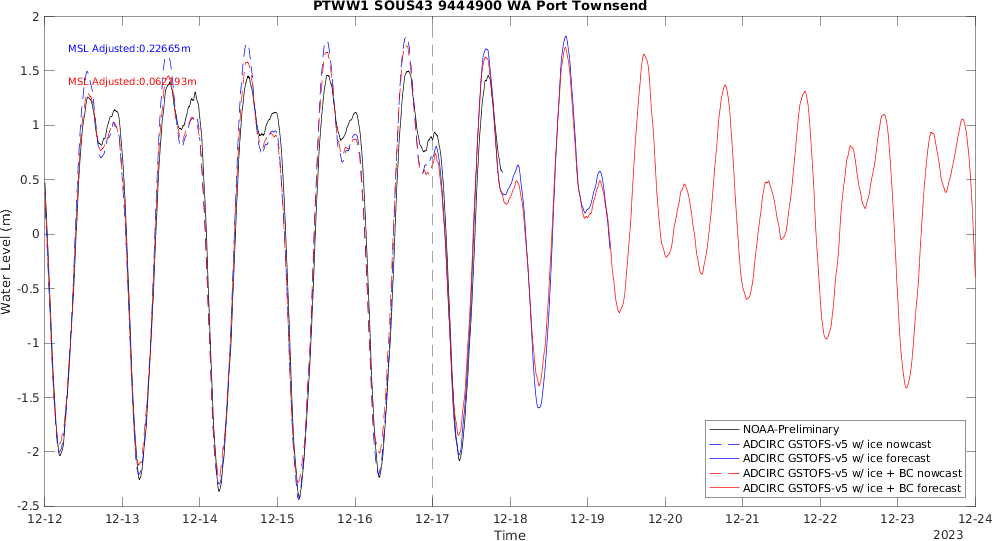 PTWW1 SOUS43 9444900 WA Port Townsend
MSL Adjusted:0.22665m
MSL Adjusted:
Water Level (m)
2
1.5
1
0.5
0
-0.5
-1
-1.5
-2
-2.5
12-12
12-13
12-14
12-15
12-16
12-17
12-18
12-19
12-20
12-21
12-22
12-23
12-24
Time
2023
NOAA-Preliminary
ADCIRC GSTOFS-v5 w/ ice nowcast
ADCIRC GSTOFS-v5 w/ ice forecast
ADCIRC GSTOFS-v5 w/ ice + BC nowcast
ADCIRC GSTOFS-v5 w/ ice + BC forecast